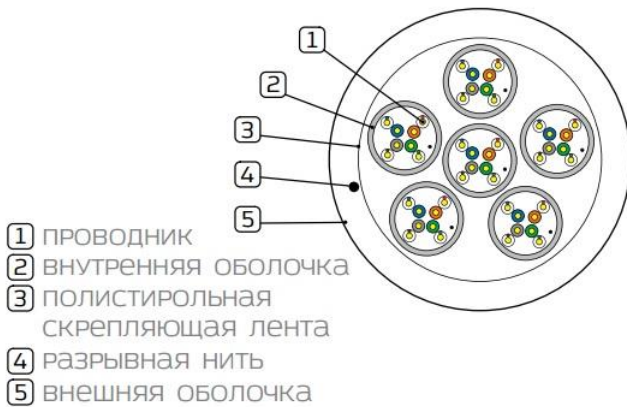 1
2
3
4
5
1 ПРОВОДНИК
2 ВНУТРЕННЯЯ ОБОЛОЧКА
3 ПОЛИСТИРОЛЬНАЯ
СКРЕПЛЯЮЩАЯ ЛЕНТА
4 РАЗРЫВНАЯ НИТЬ
5 ВНЕШНЯЯ ОБОЛОЧКА